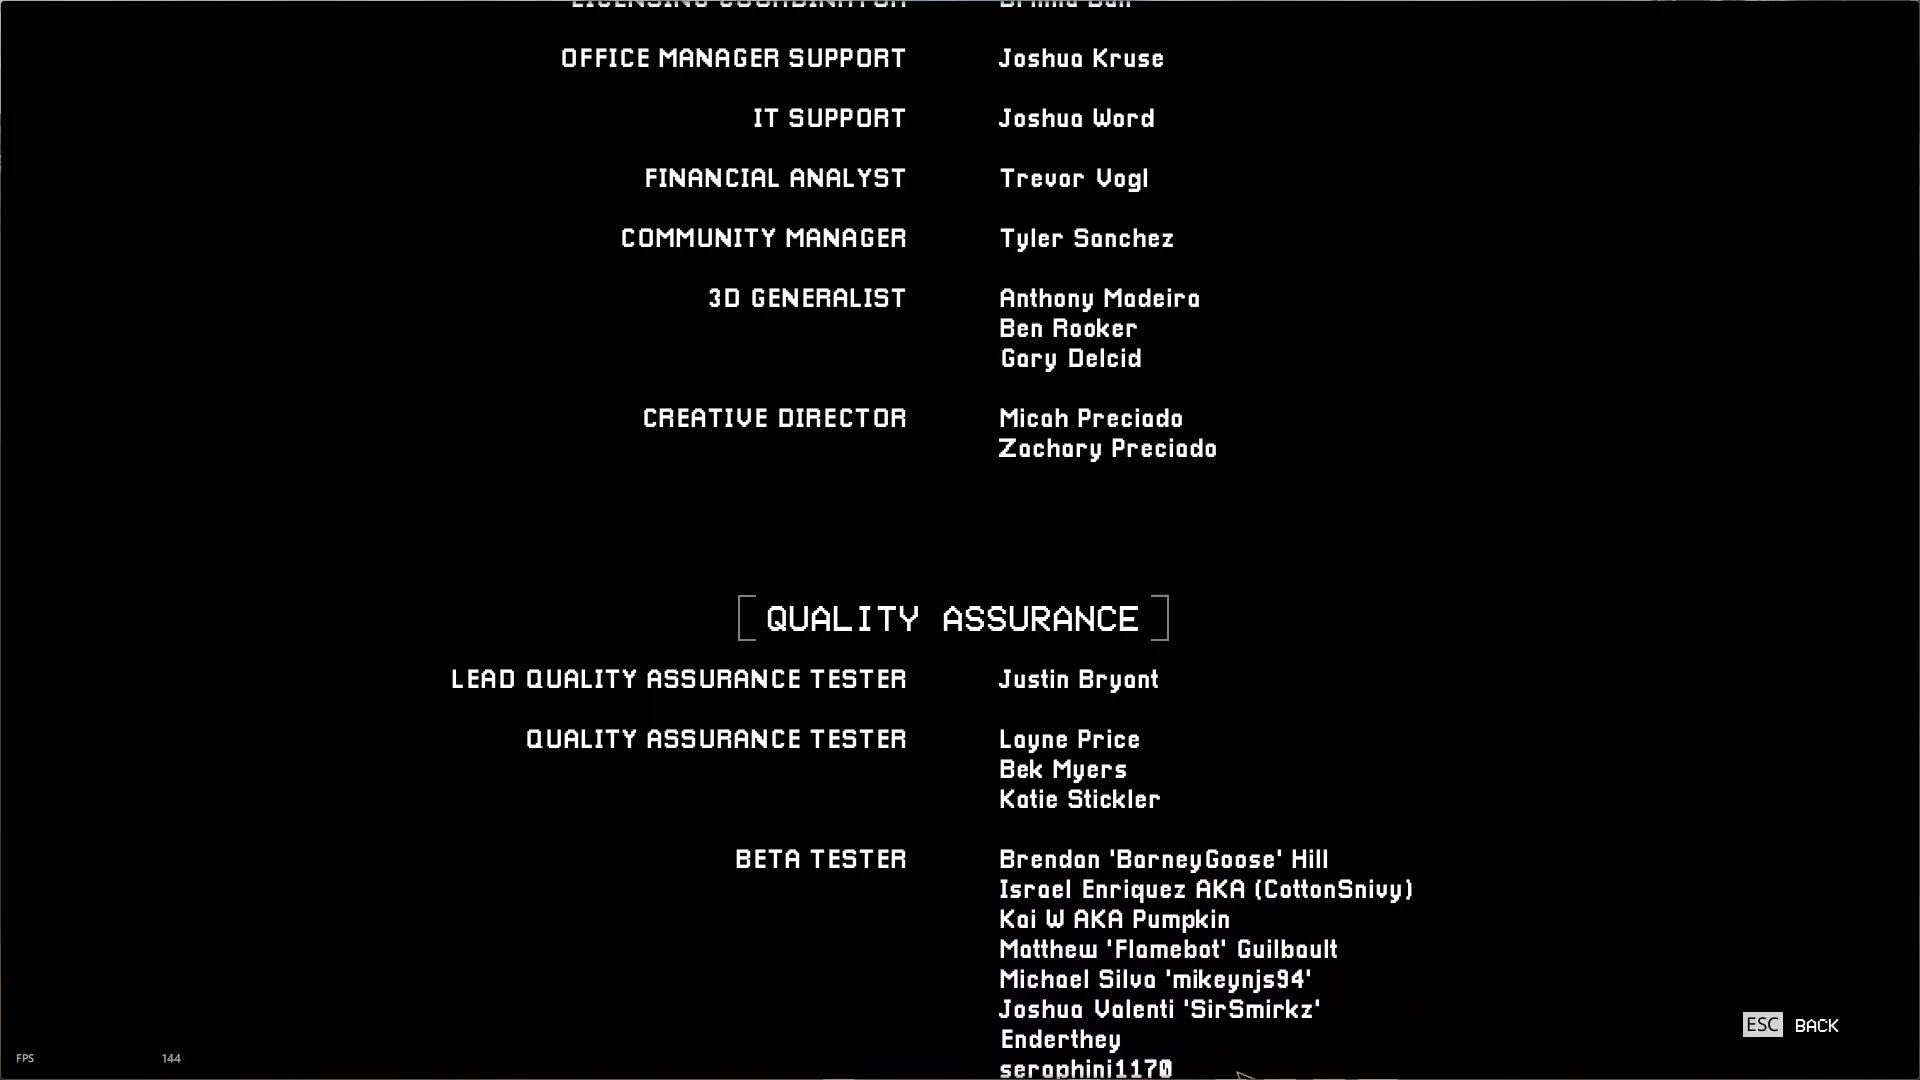 LICENSING COORDINATOR
OFFICE MANAGER SUPPORT Joshua Kruse
IT SUPPORT Joshua Word
FINANCIAL ANALYST Trevor Vogl
COMMUNITY MANAGER Tyler Sanchez
3D GENERALIST Anthony Madeira
Ben Rooker
Gary Delcid
CREATIVE DIRECTOR Micah Preciado
Zachary Preciado
QUALITY ASSURANCE
LEAD QUALITY ASSURANCE TESTER Justin Bryant
QUALITY ASSURANCE TESTER Layne Price
Bek Myers
Katie Stickler
BETA TESTER Brendan 'BarneyGoose' Hill
Israel Enriquez AKA (CottonSnivy)
Kai W AKA Pumpkin
Matthew 'Flamebot' Guilbault
Michael Silva 'mikeynjs94'
Joshua Valenti 'SirSmirkz'
Enderthey
seraphini1170
ESC BACK
FPS 144